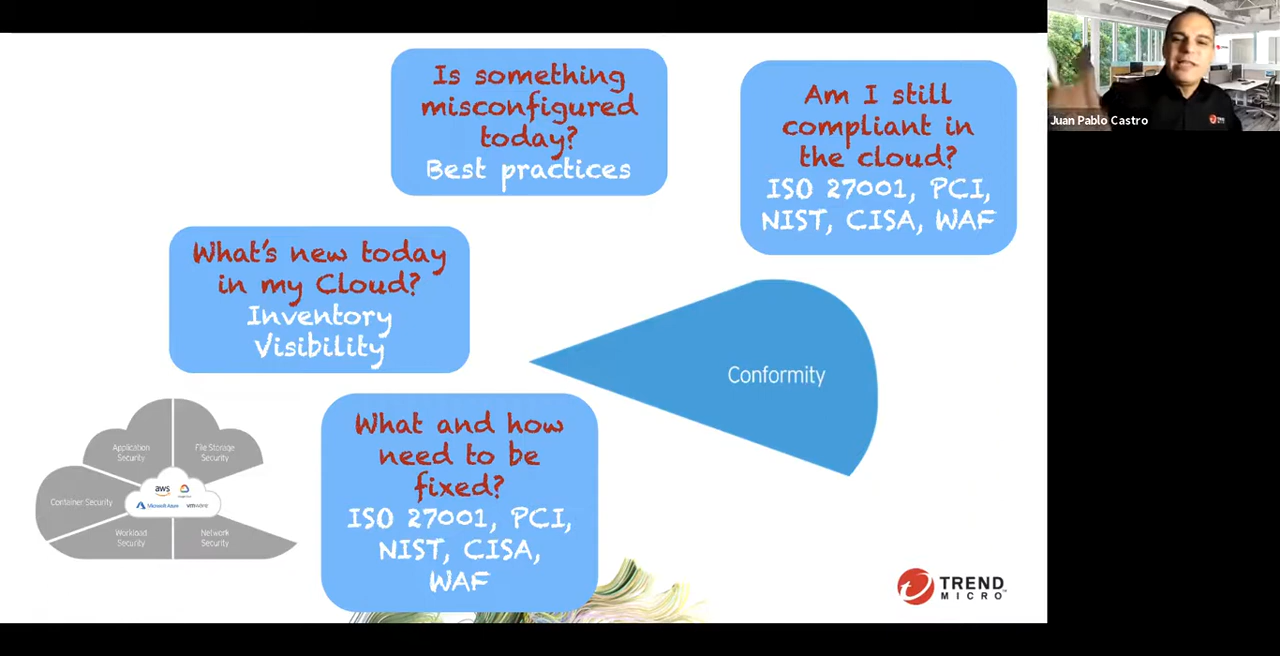 Is something
misconfigured
today?
Best practices
Am I still
compliant in
the cloud?
ISO 27001, PCI,
NIST, CISA, WAF
Juan Pablo Castro
What's new today
in my Cloud?
Inventory
Visibility
Conformity
What and how
need to be
fixed?
ISO 27001, PCI,
NIST, CISA,
WAF
Application
Security
File Storage
Security
Container Security
aws
Microsoft Azure
vmware
Workload
Security
Network
Security
TREND
MICRO